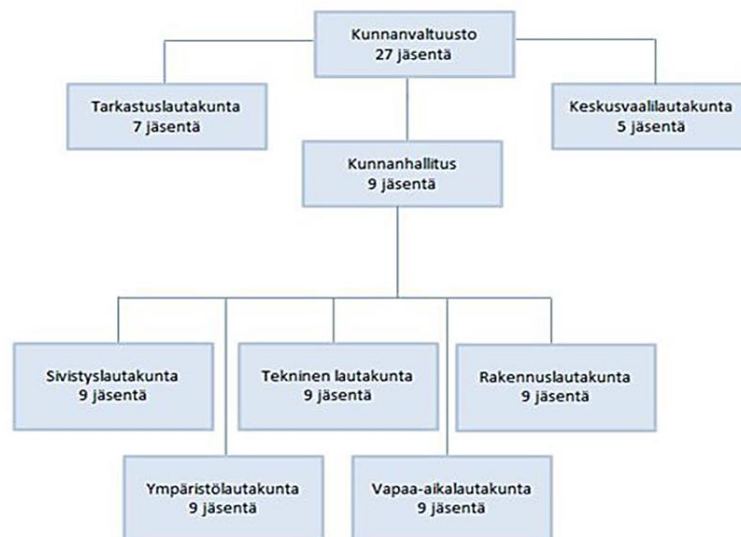 Kunnanvaltuusto
27 jäsentä
Tarkastuslautakunta
7 jäsentä
Keskusvaalilautakunta
5 jäsentä
Kunnanhallitus
9 jäsentä
Sivistyslautakunta
9 jäsentä
Tekninen lautakunta
9 jäsentä
Rakennuslautakunta
9 jäsentä
Ympäristölautakunta
9 jäsentä
Vapaa-aikalautakunta
9 jäsentä